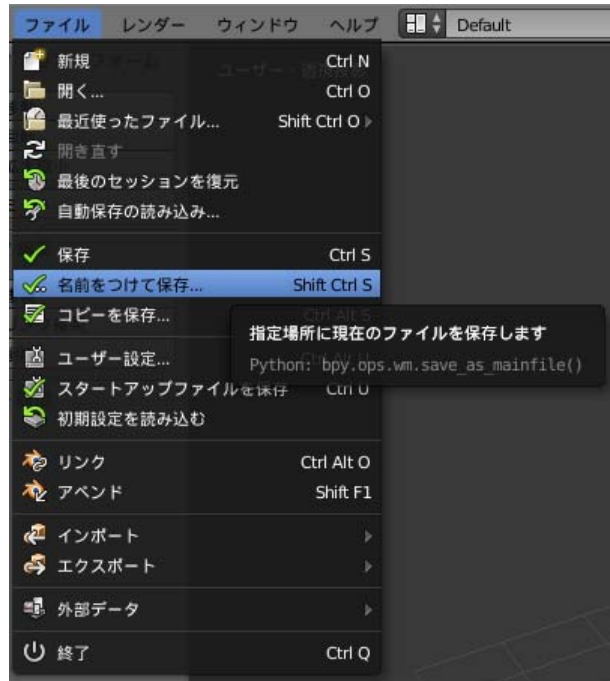 ファイル レンダー ウィンドウ ヘルプ Default
新規 Ctrl N
開く... Ctrl O
最近使ったファイル... Shift Ctrl O
開き直す
最後のセッションを復元
自動保存の読み込み...
保存 Ctrl S
名前をつけて保存... Shift Ctrl S
コピーを保存... Ctrl Alt S
指定場所に現在のファイルを保存します
Python: bpy.ops.wm.save_as_mainfile()
ユーザー設定... Ctrl Alt U
スタートアップファイルを保存 Ctrl U
初期設定を読み込む
リンク Ctrl Alt O
アペンド Shift F1
インポート
エクスポート
外部データ
終了 Ctrl Q